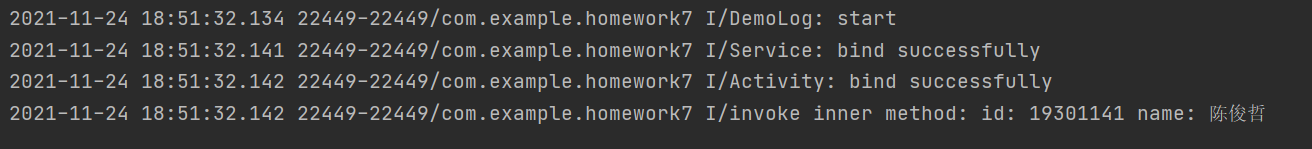 2021-11-24 18:51:32.134 22449-22449/com.example.homework7 I/DemoLog: start
2021-11-24 18:51:32.141 22449-22449/com.example.homework7 I/Service: bind successfully
2021-11-24 18:51:32.142 22449-22449/com.example.homework7 I/Activity: bind successfully
2021-11-24 18:51:32.142 22449-22449/com.example.homework7 I/invoke inner method: id: 19301141 name: 陈俊哲